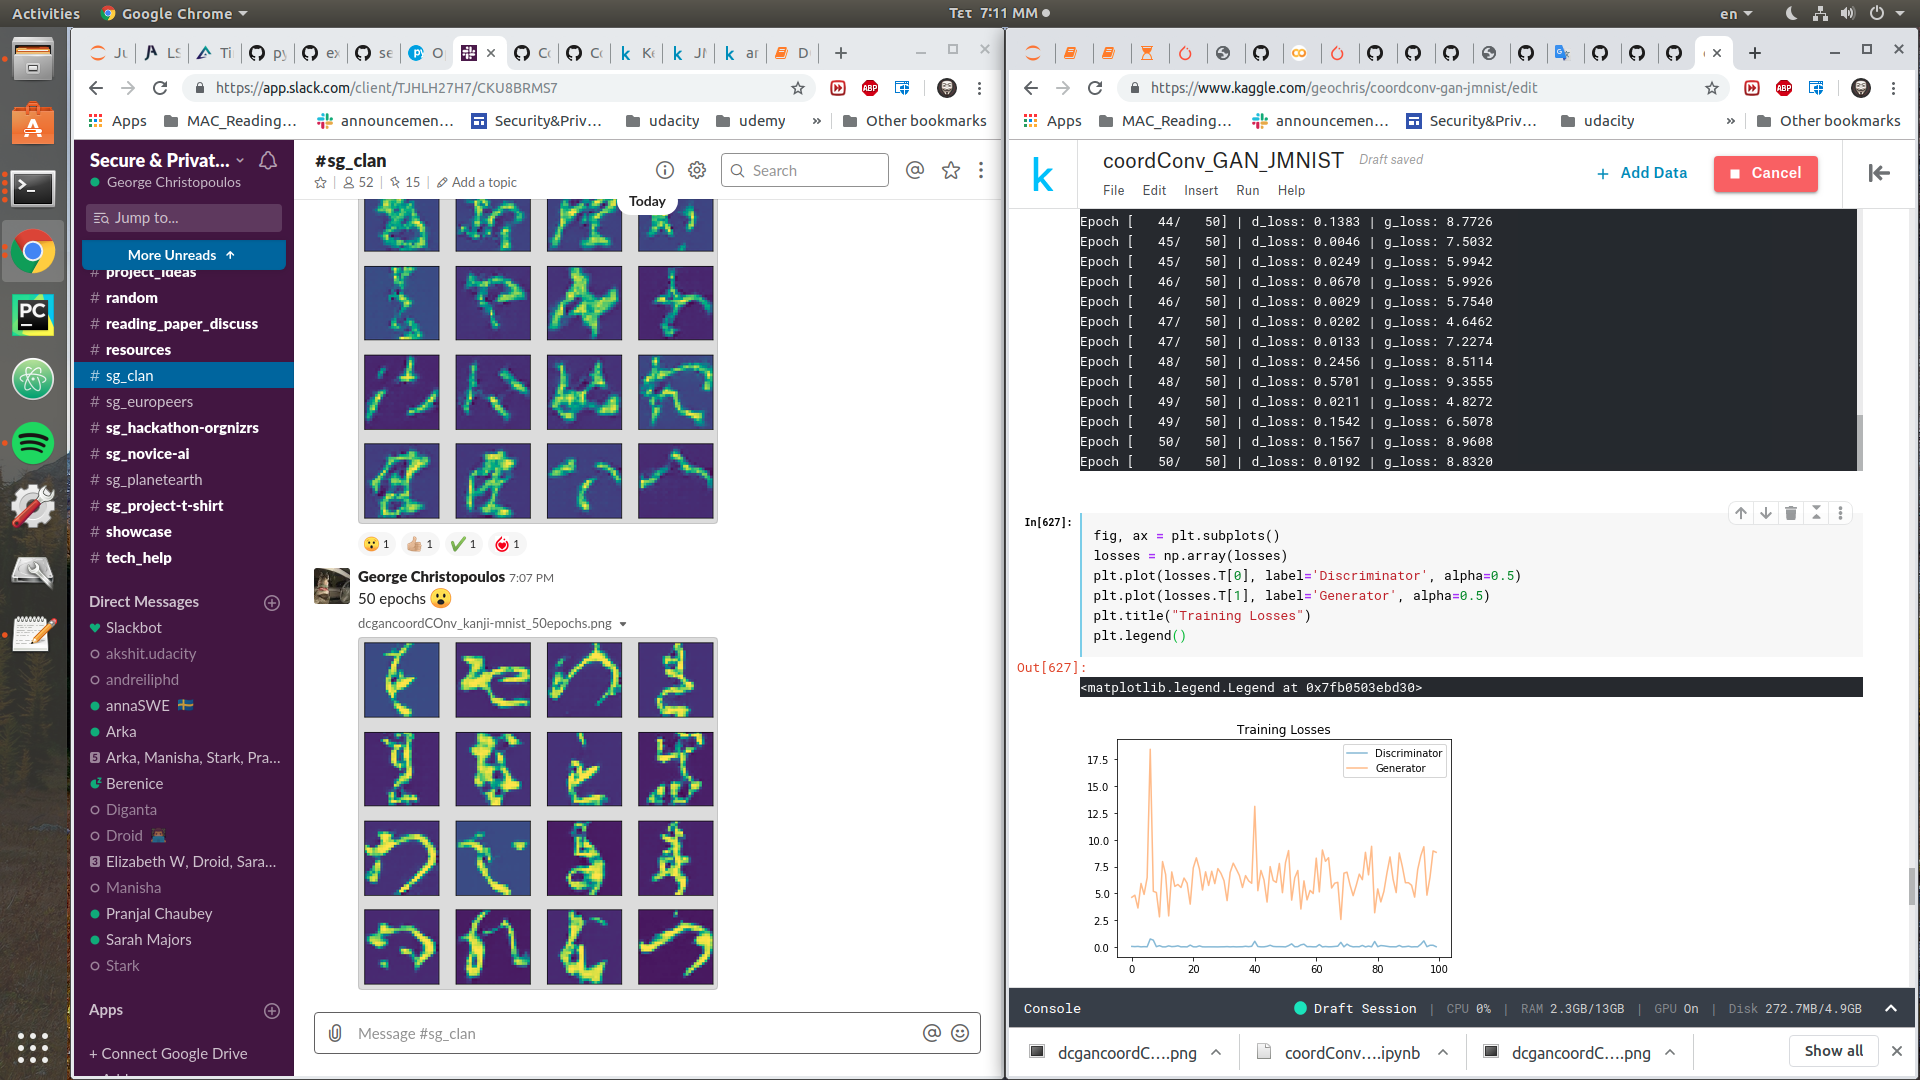 Activities
Google Chrome
Τετ 7:11 ΜΜ
en
Ju
LS
Ti
py
ex
se
O
Co
Co
Ke
JM
ar
D
https://app.slack.com/client/TJHLH27H7/CKU8BRMS7
Apps
MAC_Reading...
announcemen...
Security&Priv...
udacity
udemy
»
Other bookmarks
Secure & Privat...
George Christopoulos
Jump to...
More Unreads ↑
# project_ideas
# random
# reading_paper_discuss
# resources
# sg_clan
# sg_europeers
# sg_hackathon-orgnizrs
# sg_novice-ai
# sg_planetearth
# sg_project-t-shirt
# showcase
# tech_help
Direct Messages
Slackbot
akshit.udacity
andreiliphd
annaSWE
Arka
5 Arka, Manisha, Stark, Pra...
Berenice
Diganta
Droid
3 Elizabeth W, Droid, Sara...
Manisha
Pranjal Chaubey
Sarah Majors
Stark
Apps
+ Connect Google Drive
#sg_clan
52
15
Add a topic
Search
Today
1
1
1
1
George Christopoulos 7:07 PM
50 epochs
dcgancoordCOnv_kanji-mnist_50epochs.png
Message #sg_clan
https://www.kaggle.com/geochris/coordconv-gan-jmnist/edit
Apps
MAC_Reading...
announcemen...
Security&Priv...
udacity
»
Other bookmarks
coordConv_GAN_JMNIST
Draft saved
File
Edit
Insert
Run
Help
+ Add Data
Cancel
Epoch [   44/   50] | d_loss: 0.1383 | g_loss: 8.7726
Epoch [   45/   50] | d_loss: 0.0046 | g_loss: 7.5032
Epoch [   45/   50] | d_loss: 0.0249 | g_loss: 5.9942
Epoch [   46/   50] | d_loss: 0.0670 | g_loss: 5.9926
Epoch [   46/   50] | d_loss: 0.0029 | g_loss: 5.7540
Epoch [   47/   50] | d_loss: 0.0202 | g_loss: 4.6462
Epoch [   47/   50] | d_loss: 0.0133 | g_loss: 7.2274
Epoch [   48/   50] | d_loss: 0.2456 | g_loss: 8.5114
Epoch [   48/   50] | d_loss: 0.5701 | g_loss: 9.3555
Epoch [   49/   50] | d_loss: 0.0211 | g_loss: 4.8272
Epoch [   49/   50] | d_loss: 0.1542 | g_loss: 6.5078
Epoch [   50/   50] | d_loss: 0.1567 | g_loss: 8.9608
Epoch [   50/   50] | d_loss: 0.0192 | g_loss: 8.8320
In[627]:
fig, ax = plt.subplots()
losses = np.array(losses)
plt.plot(losses.T[0], label='Discriminator', alpha=0.5)
plt.plot(losses.T[1], label='Generator', alpha=0.5)
plt.title("Training Losses")
plt.legend()
Out[627]:
<matplotlib.legend.Legend at 0x7fb0503ebd30>
Training Losses
Discriminator
Generator
17.5
15.0
12.5
10.0
7.5
5.0
2.5
0.0
0 20 40 60 80 100
Console
Draft Session | CPU 0% | RAM 2.3GB/13GB | GPU On | Disk 272.7MB/4.9GB
dcgancoordC....png
coordConv....ipynb
dcgancoordC....png
Show all